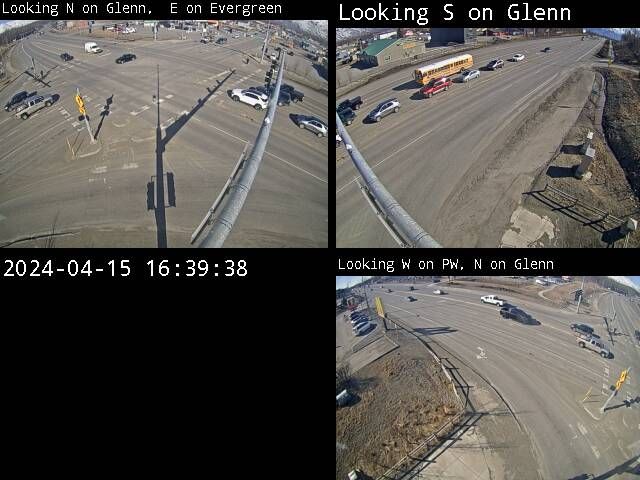 Looking N on Glenn, E on Evergreen
Looking S on Glenn
2024-04-15 16:39:38
Looking W on PW, N on Glenn